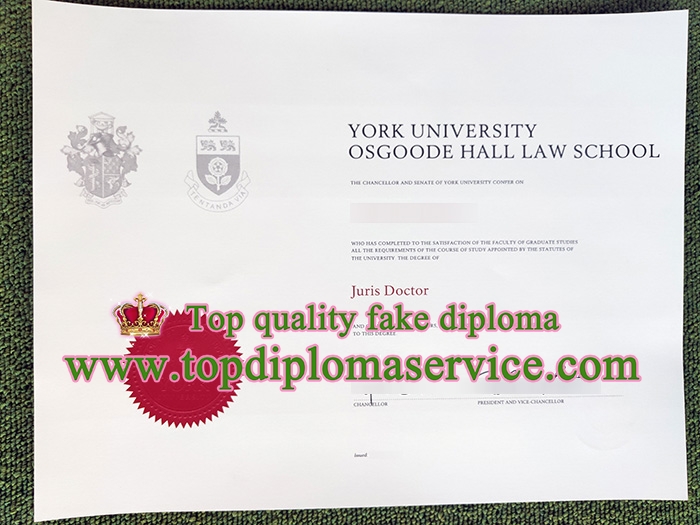 YORK UNIVERSITY
OSGOODE HALL LAW SCHOOL
THE CHANCELLOR AND SENATE OF YORK UNIVERSITY CONFER ON
WHO HAS COMPLETED TO THE SATISFACTION OF THE FACULTY OF GRADUATE STUDIES
ALL THE REQUIREMENTS OF THE COURSE OF STUDY APPOINTED BY THE STATUTES OF
THE UNIVERSITY THE DEGREE OF
Juris Doctor
TENTANDA VIA
Top quality fake diploma
TO THIS DEGREE
www.topdiplomaservice.com
CHANCELLOR PRESIDENT AND VICE-CHANCELLOR